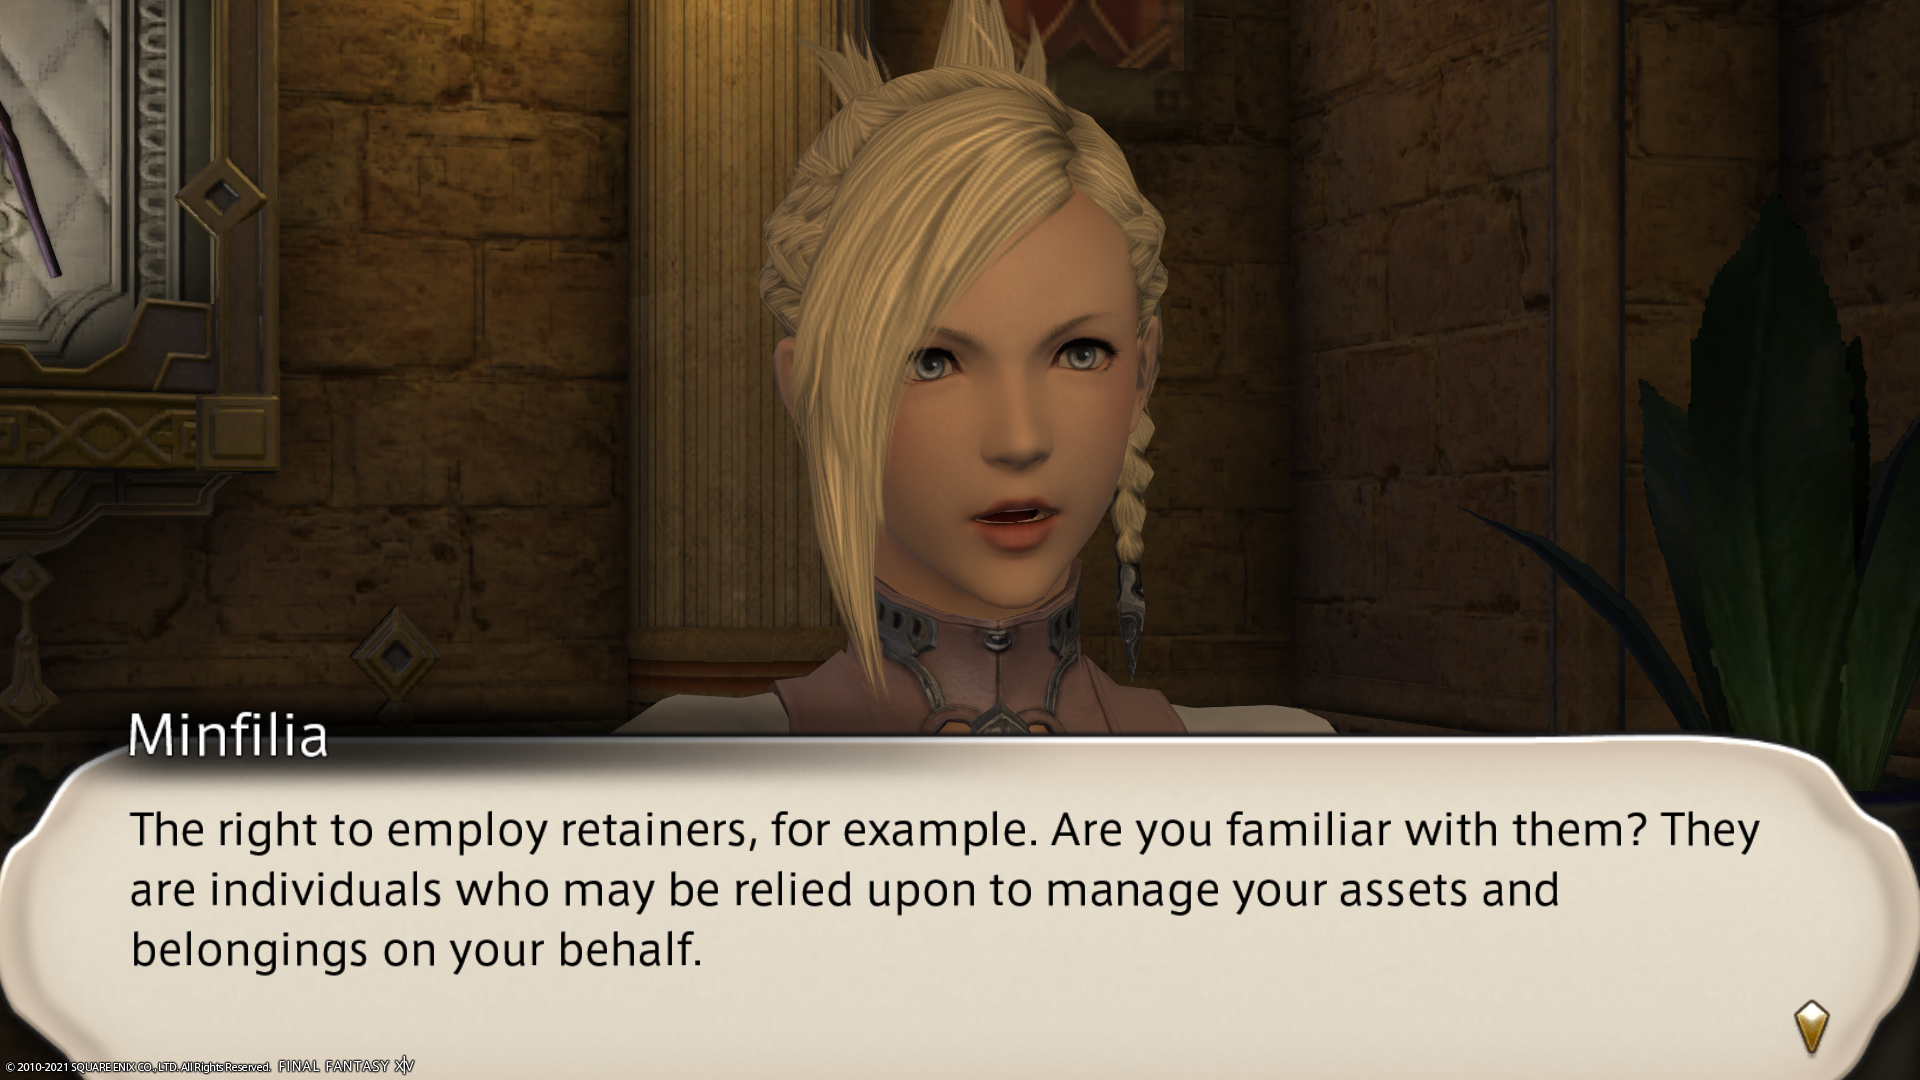 Minfilia
The right to employ retainers, for example. Are you familiar with them? They
are individuals who may be relied upon to manage your assets and
belongings on your behalf.
© 2010-2021 SQUARE ENIX CO., LTD. All Rights Reserved. FINAL FANTASY XIV